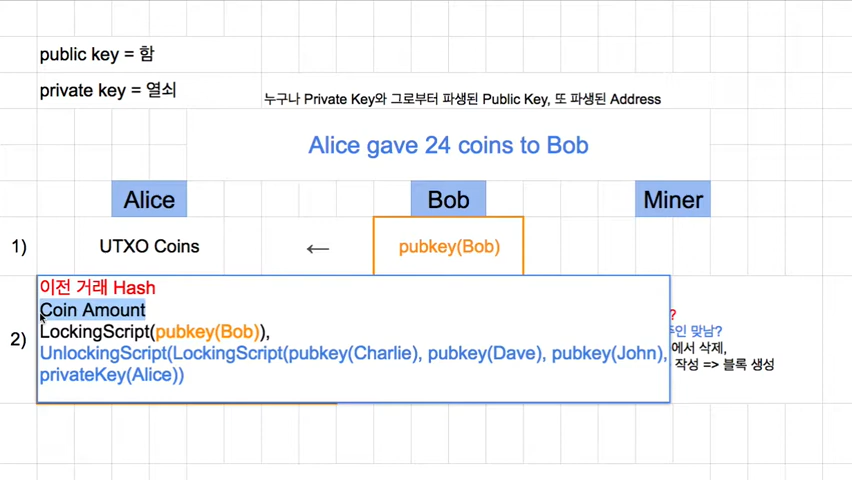 public key = 함
private key = 열쇠
누구나 Private Key와 그로부터 파생된 Public Key, 또 파생된 Address
Alice gave 24 coins to Bob
Alice Bob Miner
1) UTXO Coins ← pubkey(Bob)
2)
이전 거래 Hash
Coin Amount
LockingScript(pubkey(Bob)),
UnlockingScript(LockingScript(pubkey(Charlie), pubkey(Dave), pubkey(John),
privateKey(Alice))
?
맞남?
에서 삭제,
작성 => 블록 생성